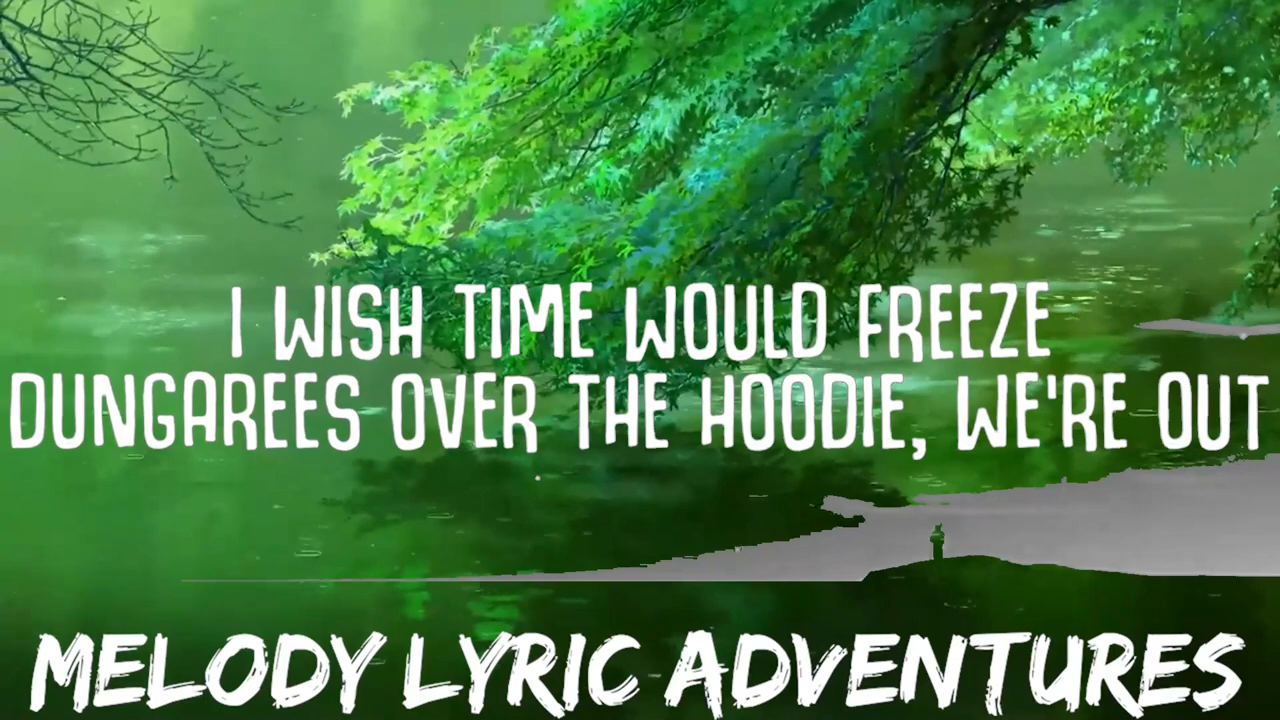 I WISH TIME WOULD FREEZE
DUNGAREES OVER THE HOODIE, WE'RE OUT
MELODY LYRIC ADVENTURES